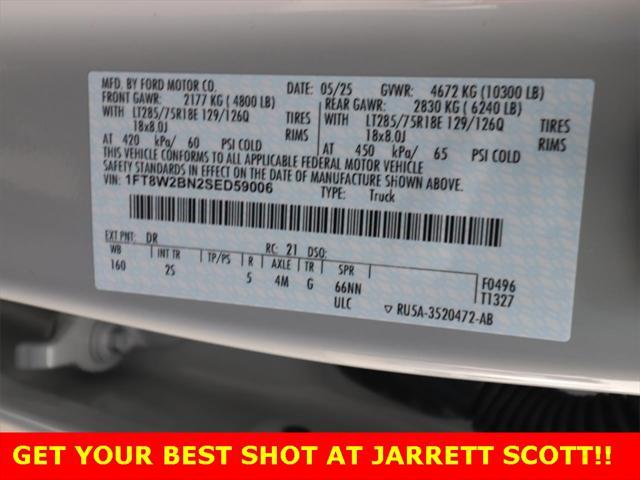 MFD. BY FORD MOTOR CO. DATE: 05/25 GVWR: 4672 KG (10300 LB)
FRONT GAWR: 2177 KG (4800 LB) REAR GAWR: 2830 KG (6240 LB)
WITH LT285/75R18E 129/126Q TIRES WITH LT285/75R18E 129/126Q TIRES
18x8.0J RIMS 18x8.0J RIMS
AT 420 kPa/ 60 PSI COLD AT 450 kPa/ 65 PSI COLD
THIS VEHICLE CONFORMS TO ALL APPLICABLE FEDERAL MOTOR VEHICLE
SAFETY STANDARDS IN EFFECT ON THE DATE OF MANUFACTURE SHOWN ABOVE.
VIN: 1FT8W2BN2SED59006
TYPE: Truck
EXT PNT: DR RC: 21 DSO:
WB INT TR TP/PS R AXLE TR SPR
160 2S 5 4M G 66NN
ULC
F0496
T1327
▽ RU5A-3520472-AB
GET YOUR BEST SHOT AT JARRETT SCOTT!!